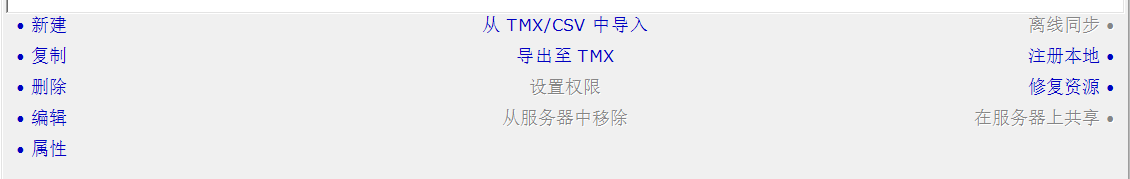 • 新建 从 TMX/CSV 中导入 离线同步 •
• 复制 导出至 TMX 注册本地 •
• 删除 设置权限 修复资源 •
• 编辑 从服务器中移除 在服务器上共享 •
• 属性